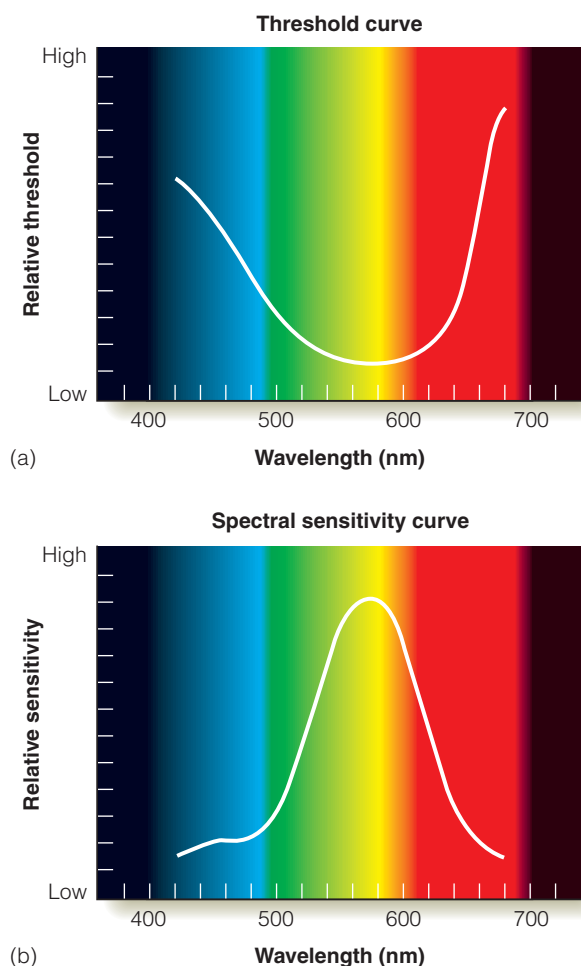 Threshold curve
High
Relative threshold
Low
400 500 600 700
(a) Wavelength (nm)
Spectral sensitivity curve
High
Relative sensitivity
Low
400 500 600 700
(b) Wavelength (nm)